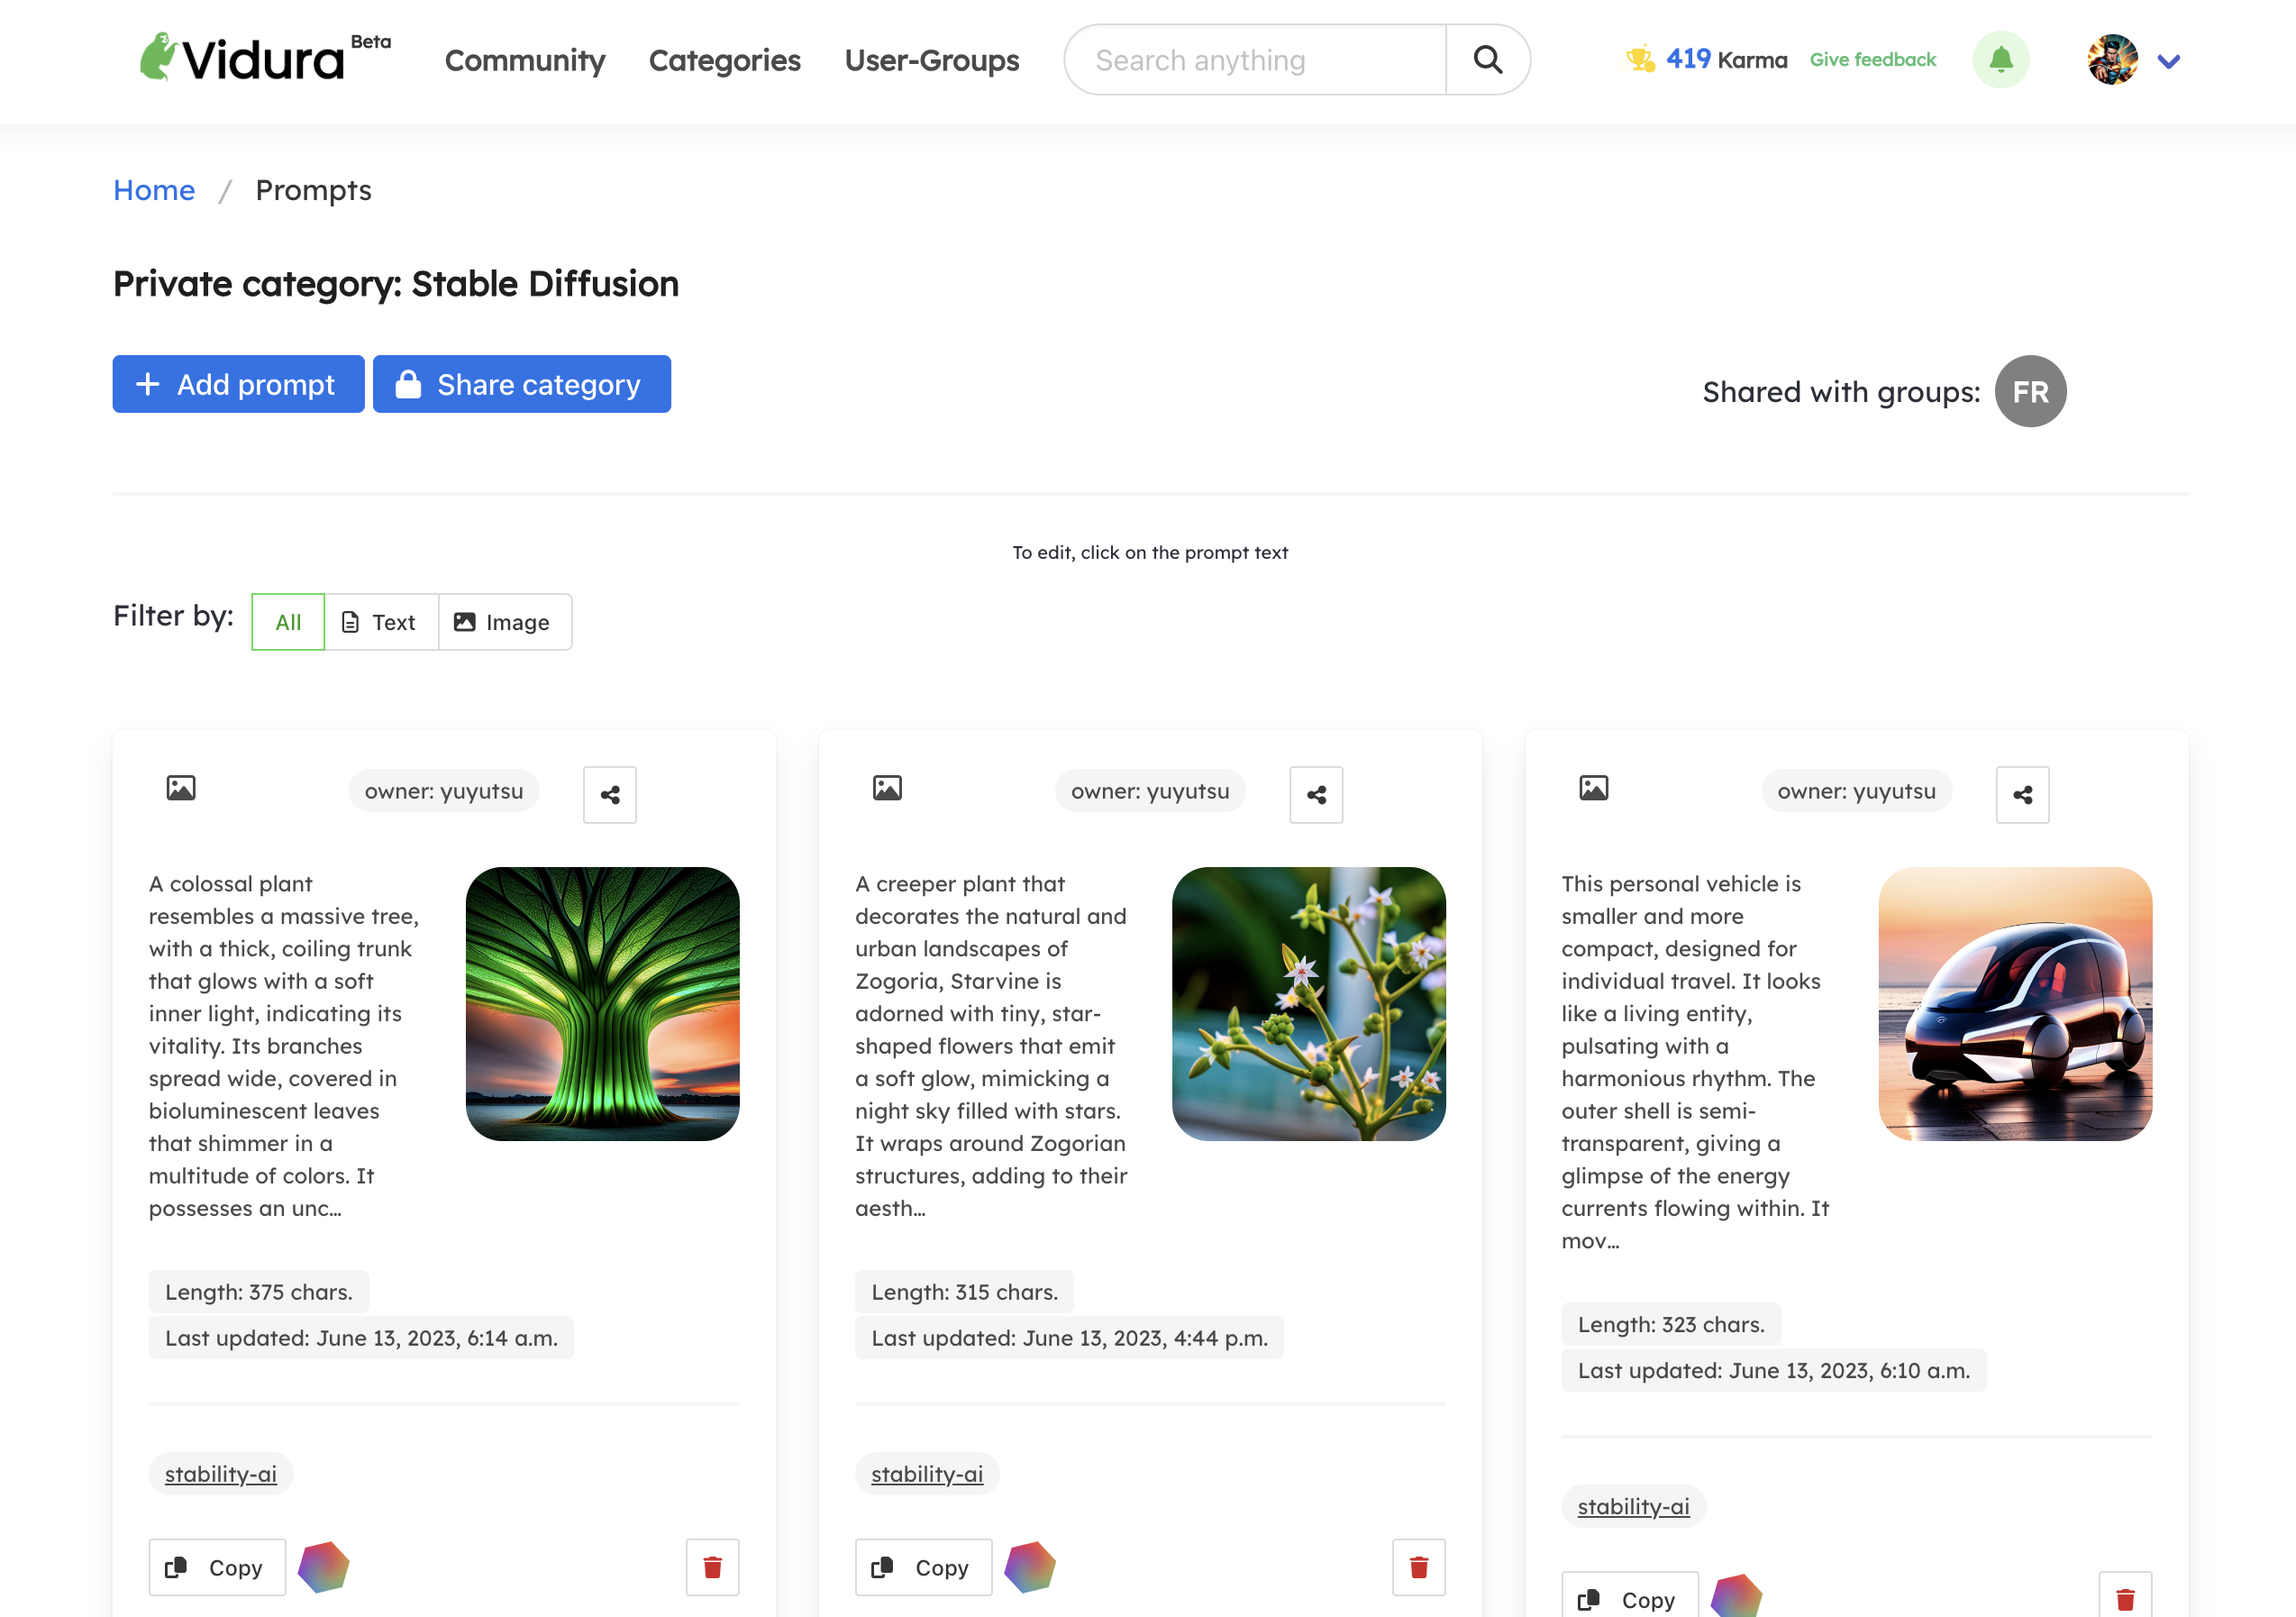 Vidura Beta
Community
Categories
User-Groups
Search anything
419 Karma
Give feedback
Home / Prompts
Private category: Stable Diffusion
+ Add prompt
Share category
Shared with groups: FR
To edit, click on the prompt text
Filter by:
All
Text
Image
owner: yuyutsu
A colossal plant
resembles a massive tree,
with a thick, coiling trunk
that glows with a soft
inner light, indicating its
vitality. Its branches
spread wide, covered in
bioluminescent leaves
that shimmer in a
multitude of colors. It
possesses an unc...
Length: 375 chars.
Last updated: June 13, 2023, 6:14 a.m.
stability-ai
Copy
owner: yuyutsu
A creeper plant that
decorates the natural and
urban landscapes of
Zogoria, Starvine is
adorned with tiny, star-
shaped flowers that emit
a soft glow, mimicking a
night sky filled with stars.
It wraps around Zogorian
structures, adding to their
aesth...
Length: 315 chars.
Last updated: June 13, 2023, 4:44 p.m.
stability-ai
Copy
owner: yuyutsu
This personal vehicle is
smaller and more
compact, designed for
individual travel. It looks
like a living entity,
pulsating with a
harmonious rhythm. The
outer shell is semi-
transparent, giving a
glimpse of the energy
currents flowing within. It
mov...
Length: 323 chars.
Last updated: June 13, 2023, 6:10 a.m.
stability-ai
Copy